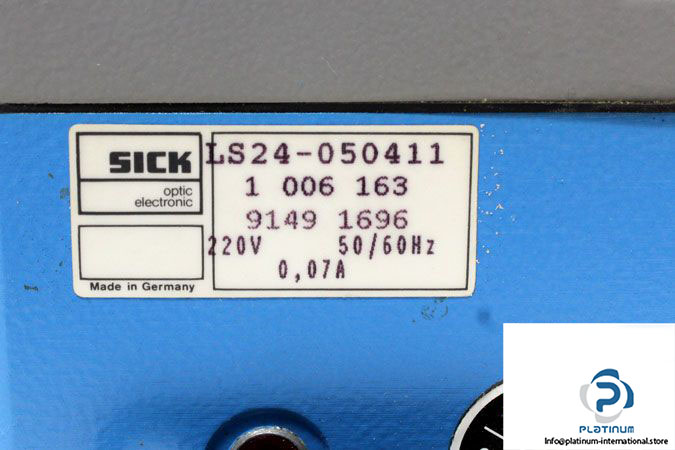 SICK
optic
electronic
Made in Germany
LS24-050411
1 006 163
9149 1696
220V 50/60Hz
0,07A
PLATINUM
Info@platinum-international.store